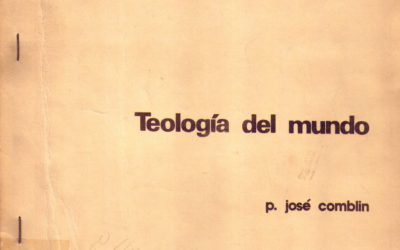 Teología del mundo
p. josé comblin